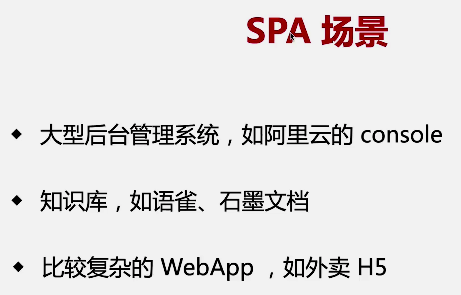 SPA 场景
◆ 大型后台管理系统，如阿里云的 console
◆ 知识库，如语雀、石墨文档
◆ 比较复杂的 WebApp ，如外卖 H5